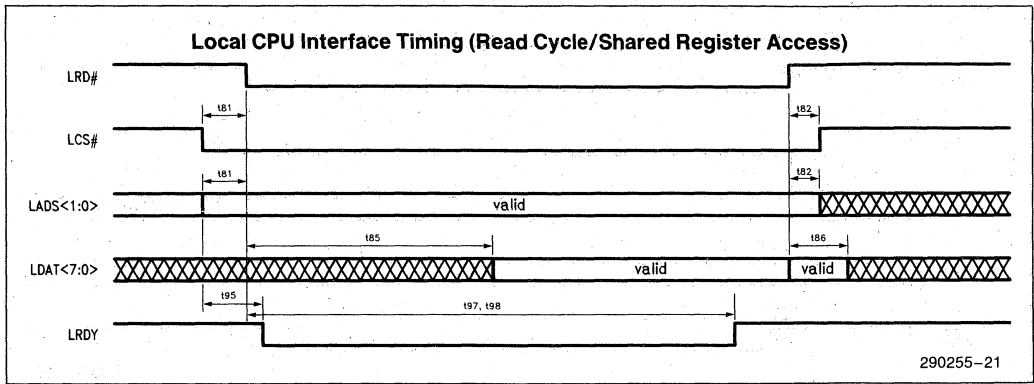 Local CPU Interface Timing (Read Cycle/Shared Register Access)
LRD#
t81
t82
LCS#
t81
t82
LADS<1:0>
valid
t85
t86
LDAT<7:0>
valid
valid
t95
t97, t98
LRDY
290255-21